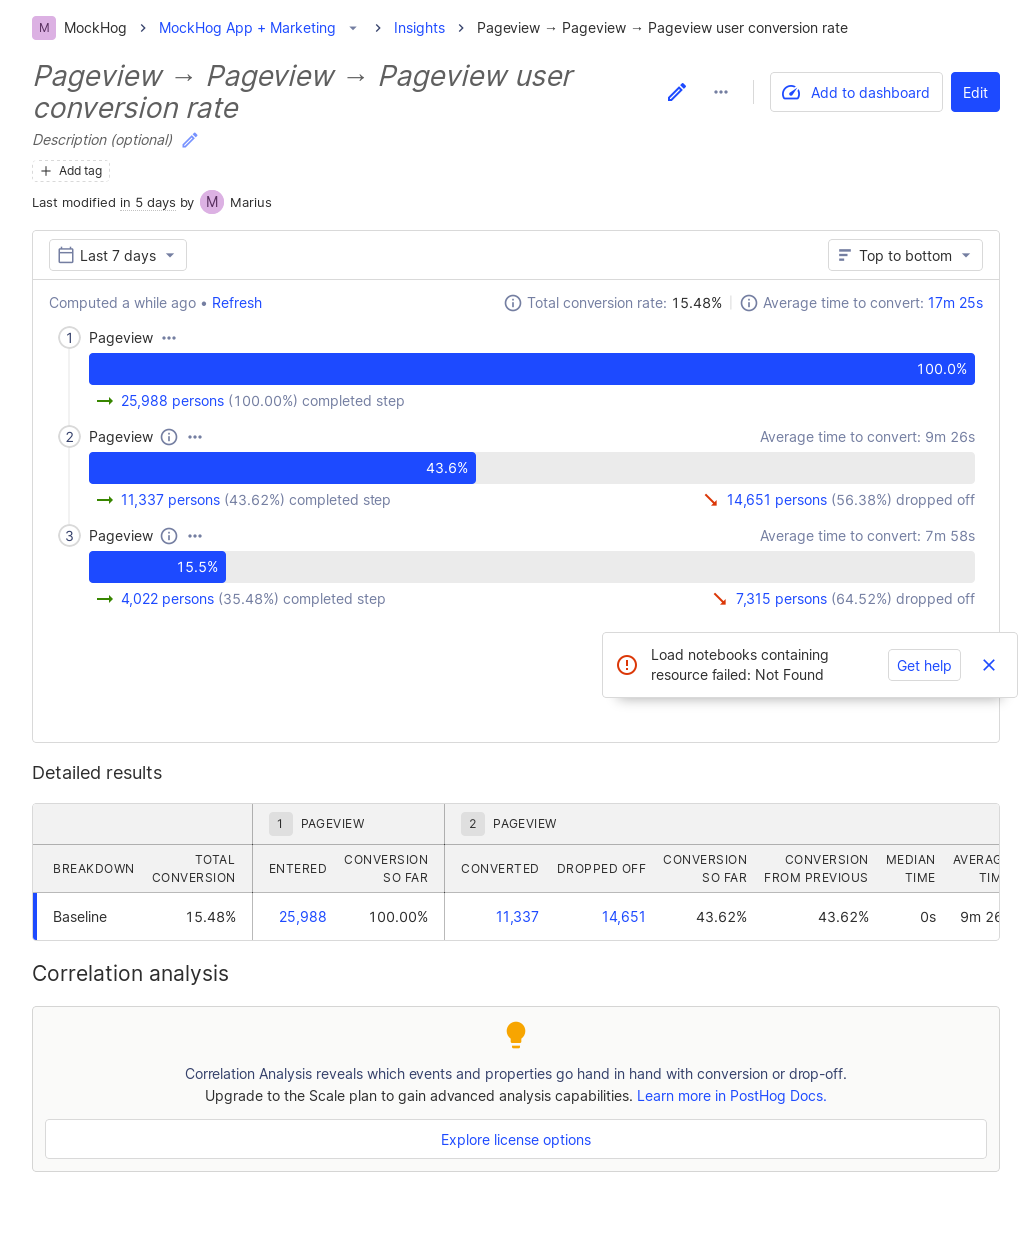 M MockHog MockHog App + Marketing Insights Pageview → Pageview → Pageview user conversion rate
Pageview → Pageview → Pageview user
conversion rate
Add to dashboard
Edit
Description (optional)
Add tag
Last modified in 5 days by M Marius
Last 7 days
Top to bottom
Computed a while ago • Refresh
Total conversion rate: 15.48%
Average time to convert: 17m 25s
1 Pageview
100.0%
25,988 persons (100.00%) completed step
2 Pageview
Average time to convert: 9m 26s
43.6%
11,337 persons (43.62%) completed step
14,651 persons (56.38%) dropped off
3 Pageview
Average time to convert: 7m 58s
15.5%
4,022 persons (35.48%) completed step
7,315 persons (64.52%) dropped off
Load notebooks containing
resource failed: Not Found
Get help
Detailed results
1 PAGEVIEW
2 PAGEVIEW
BREAKDOWN
TOTAL
CONVERSION
ENTERED
CONVERSION
SO FAR
CONVERTED
DROPPED OFF
CONVERSION
SO FAR
CONVERSION
FROM PREVIOUS
MEDIAN
TIME
AVERAG
TIM
Baseline 15.48% 25,988 100.00% 11,337 14,651 43.62% 43.62% 0s 9m 26
Correlation analysis
Correlation Analysis reveals which events and properties go hand in hand with conversion or drop-off.
Upgrade to the Scale plan to gain advanced analysis capabilities. Learn more in PostHog Docs.
Explore license options